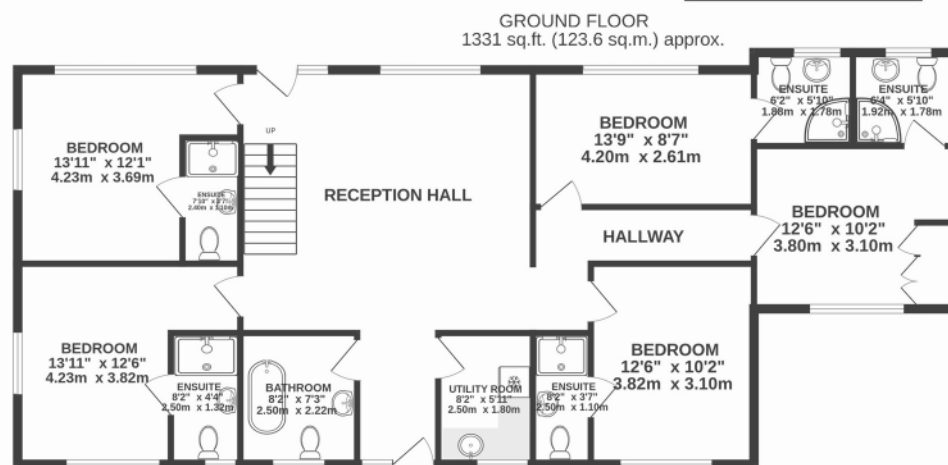 GROUND FLOOR
1331 sq.ft. (123.6 sq.m.) approx.
ENSUITE
6'2" x 5'10"
1.88m x 1.78m
ENSUITE
6'4" x 5'10"
1.92m x 1.78m
BEDROOM
13'11" x 12'1"
4.23m x 3.69m
UP
ENSUITE
RECEPTION HALL
BEDROOM
13'9" x 8'7"
4.20m x 2.61m
HALLWAY
BEDROOM
12'6" x 10'2"
3.80m x 3.10m
BEDROOM
13'11" x 12'6"
4.23m x 3.82m
ENSUITE
8'2" x 4'4"
2.50m x 1.32m
BATHROOM
8'2" x 7'3"
2.50m x 2.22m
UTILITY ROOM
8'2" x 5'11"
2.50m x 1.80m
ENSUITE
8'2" x 3'7"
2.50m x 1.10m
BEDROOM
12'6" x 10'2"
3.82m x 3.10m